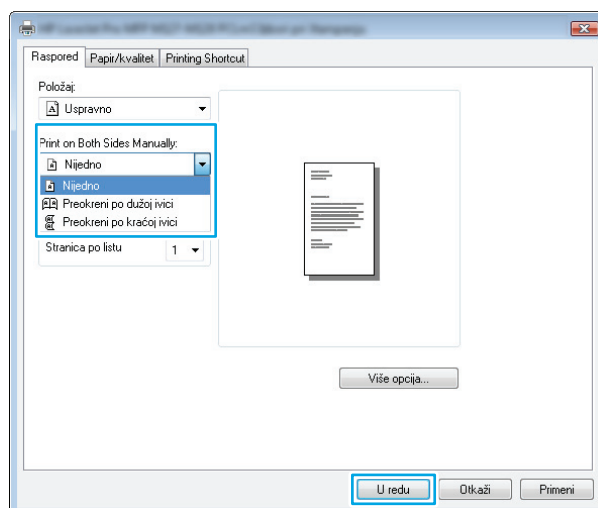 Raspored Papir/kvalitet Printing Shortcut
Položaj:
Uspravno
Print on Both Sides Manually:
Nijedno
Nijedno
Preokreni po dužoj ivici
Preokreni po kraćoj ivici
Stranica po listu 1
Više opcija...
U redu Otkaži Primeni